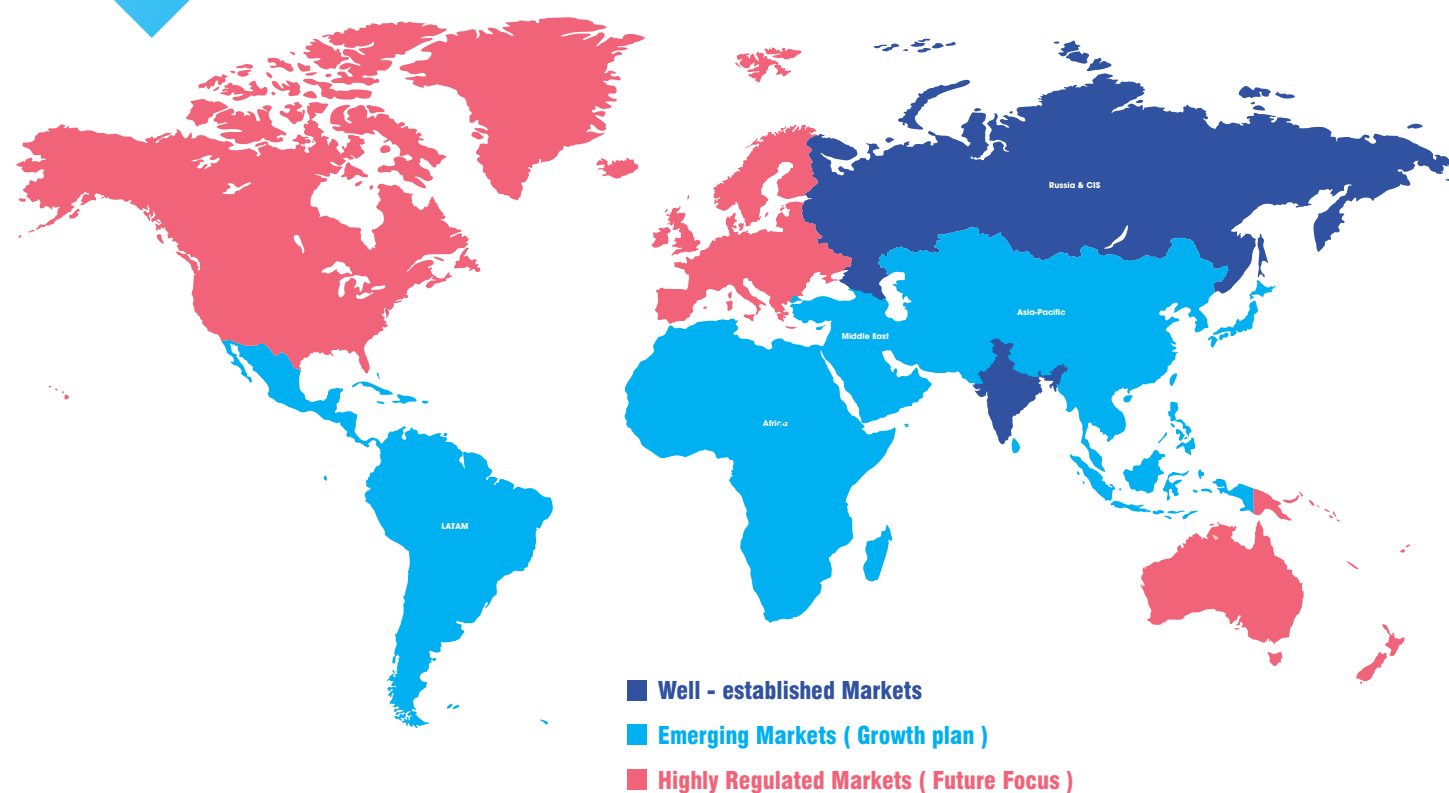 Russia & CIS
Asia-Pacific
Middle East
Africa
LATAM
Well - established Markets
Emerging Markets ( Growth plan )
Highly Regulated Markets ( Future Focus )